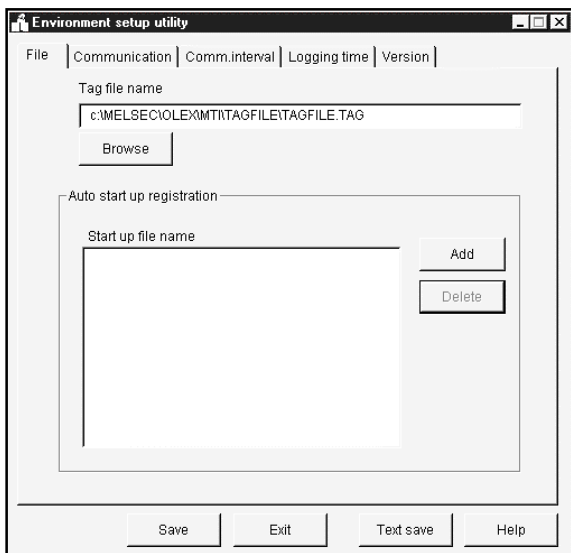 Environment setup utility
File Communication Comm.interval Logging time Version
Tag file name
c:\MELSEC\OLEX\MTI\TAGFILE\TAGFILE.TAG
Browse
Auto start up registration
Start up file name
Add
Delete
Save Exit Text save Help